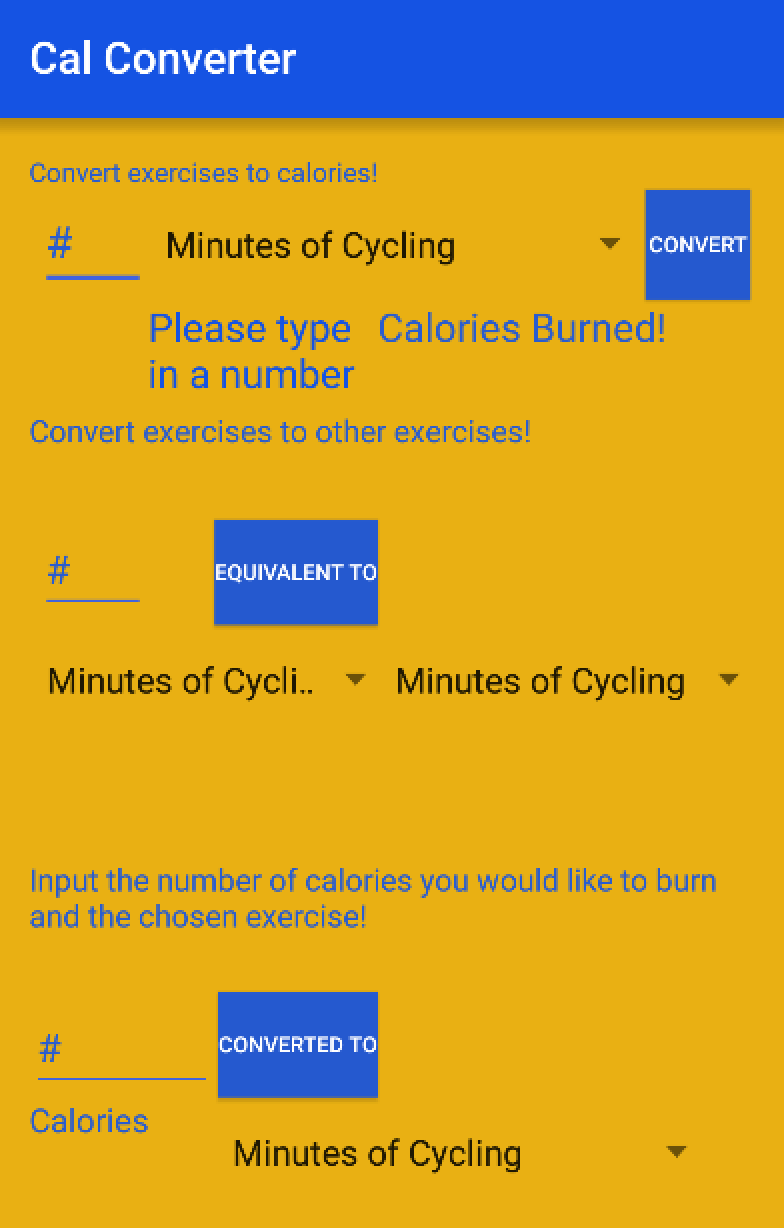 Cal Converter
Convert exercises to calories!
# Minutes of Cycling CONVERT
Please type Calories Burned!
in a number
Convert exercises to other exercises!
# EQUIVALENT TO
Minutes of Cycli.. Minutes of Cycling
Input the number of calories you would like to burn
and the chosen exercise!
# CONVERTED TO
Calories
Minutes of Cycling